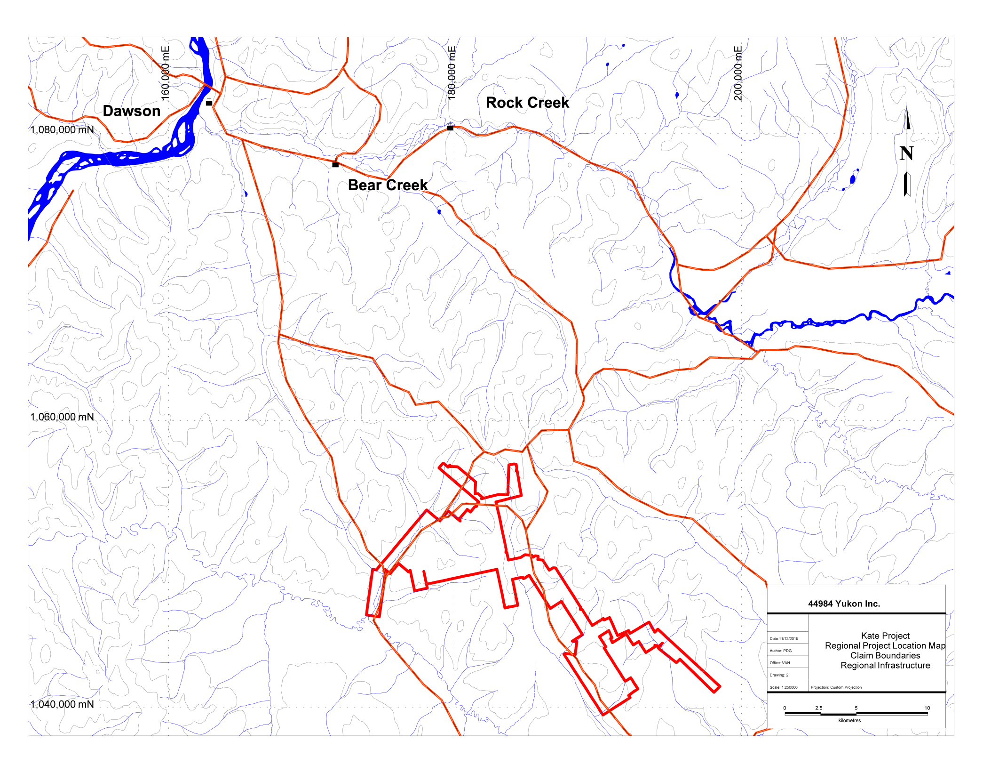 160,000 mE
180,000 mE
200,000 mE
Dawson
Rock Creek
1,080,000 mN
N
Bear Creek
1,060,000 mN
1,040,000 mN
44984 Yukon Inc.
Kate Project
Regional Project Location Map
Claim Boundaries
Regional Infrastructure
Date:11/12/2015
Author: PDG
Office: VAN
Drawing: 2
Scale: 1:250000
Projection: Custom Projection
0 2.5 5 10
kilometres